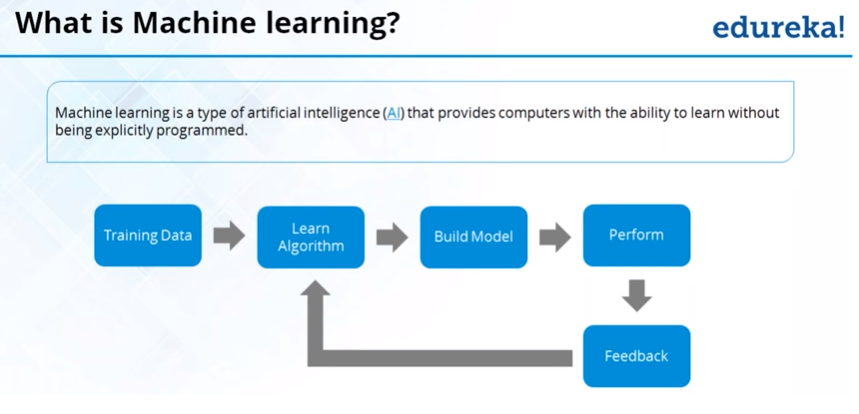 What is Machine learning?
edureka!
Machine learning is a type of artificial intelligence (AI) that provides computers with the ability to learn without
being explicitly programmed.
Training Data
Learn
Algorithm
Build Model
Perform
Feedback